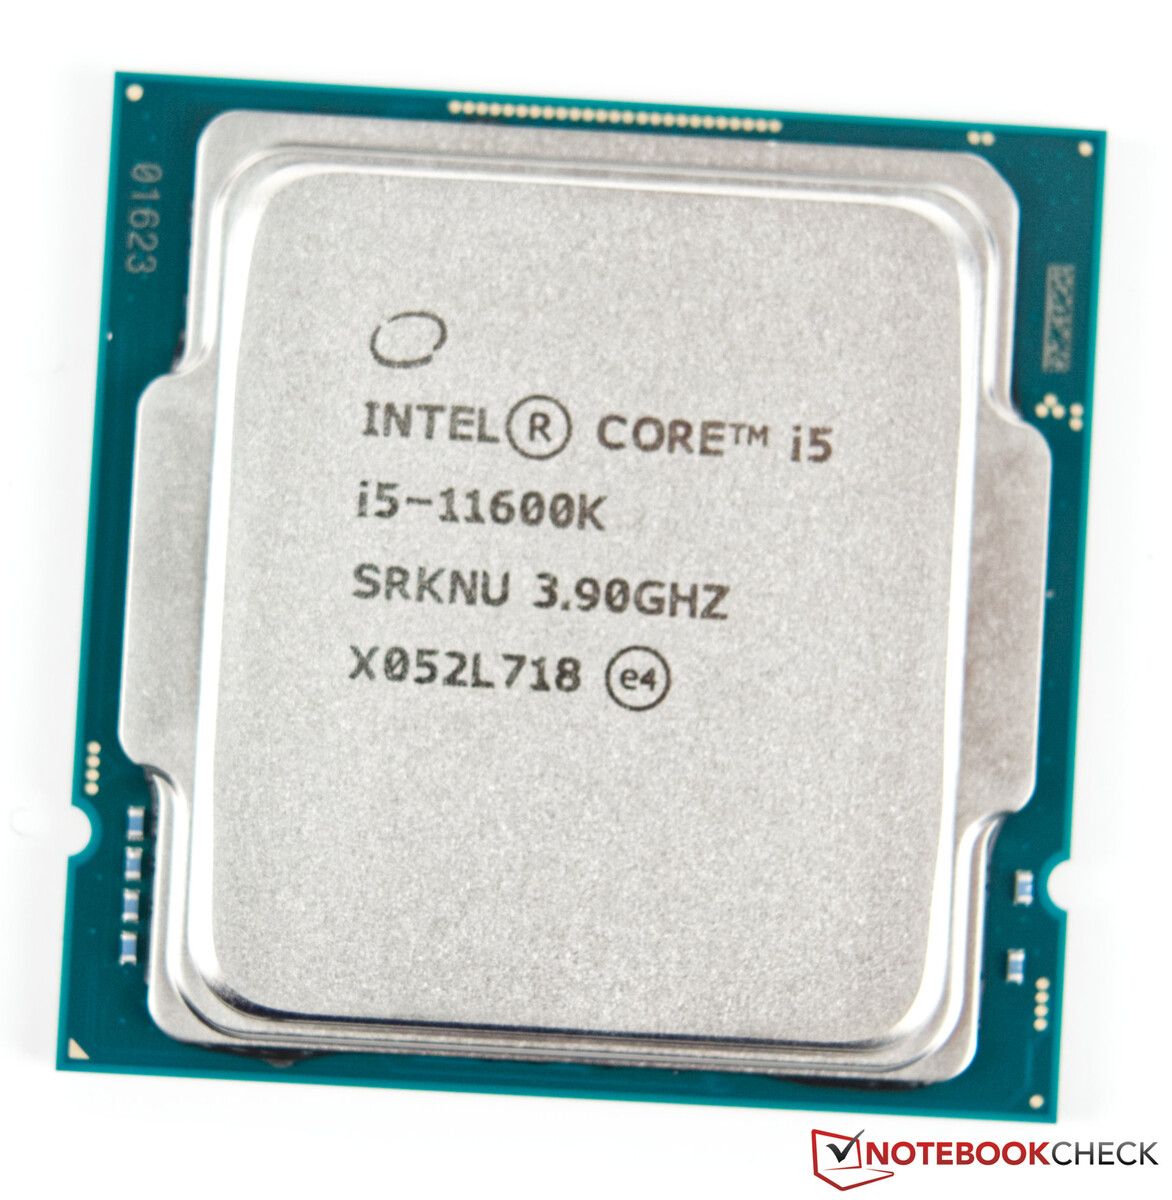 01623
INTEL® CORE™ i5
i5-11600K
SRKNU 3.90GHZ
X052L718 e4
NOTEBOOKCHECK